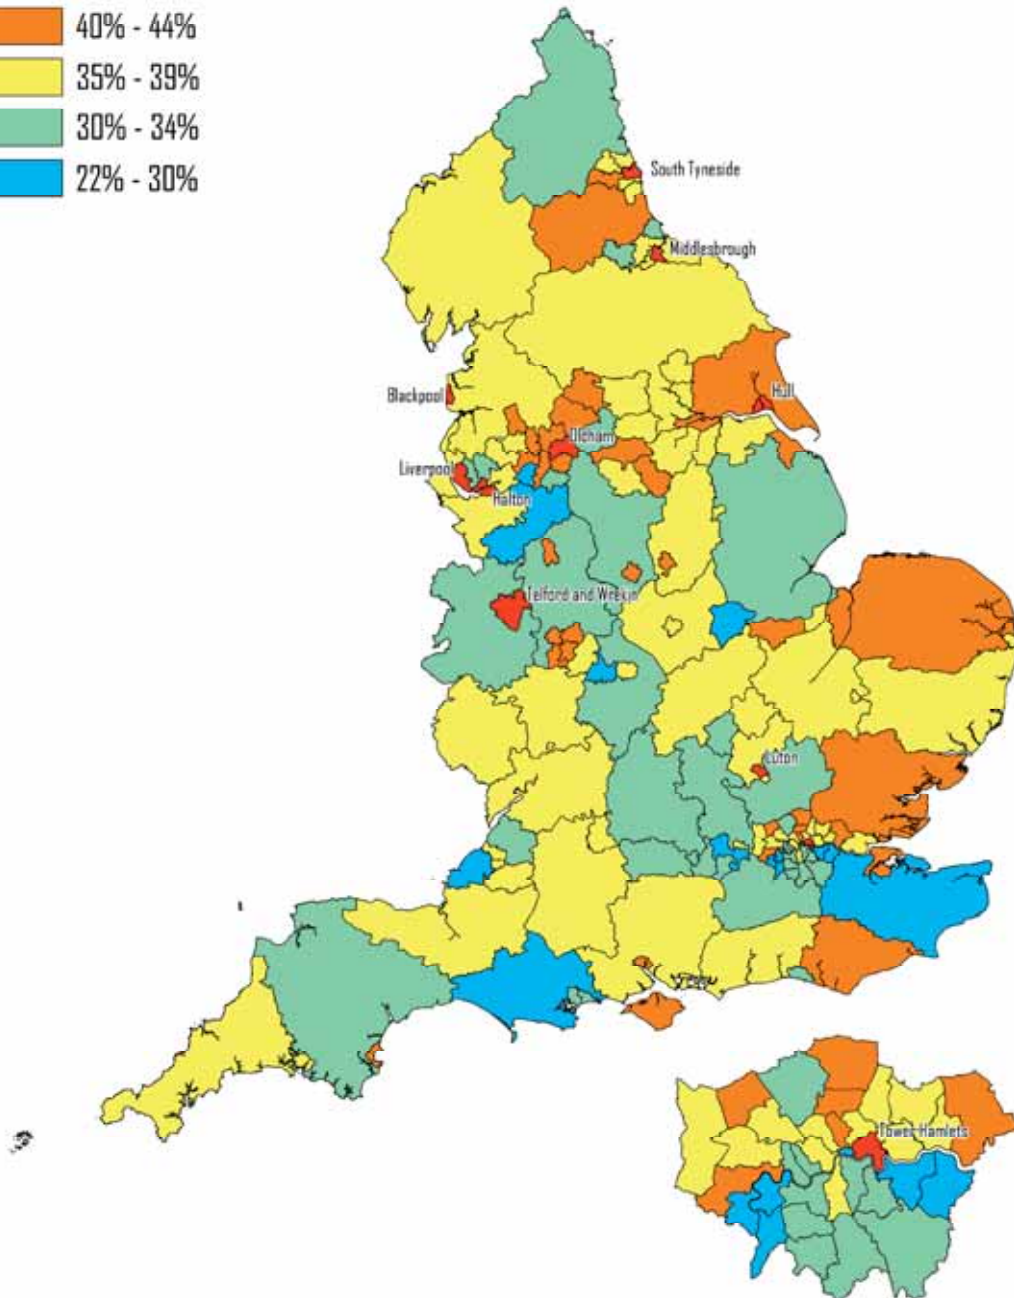 40% - 44%
35% - 39%
30% - 34%
22% - 30%
South Tyneside
Middlesbrough
Blackpool
Hull
Oldham
Liverpool
Halton
Telford and Wrekin
Luton
Tower Hamlets